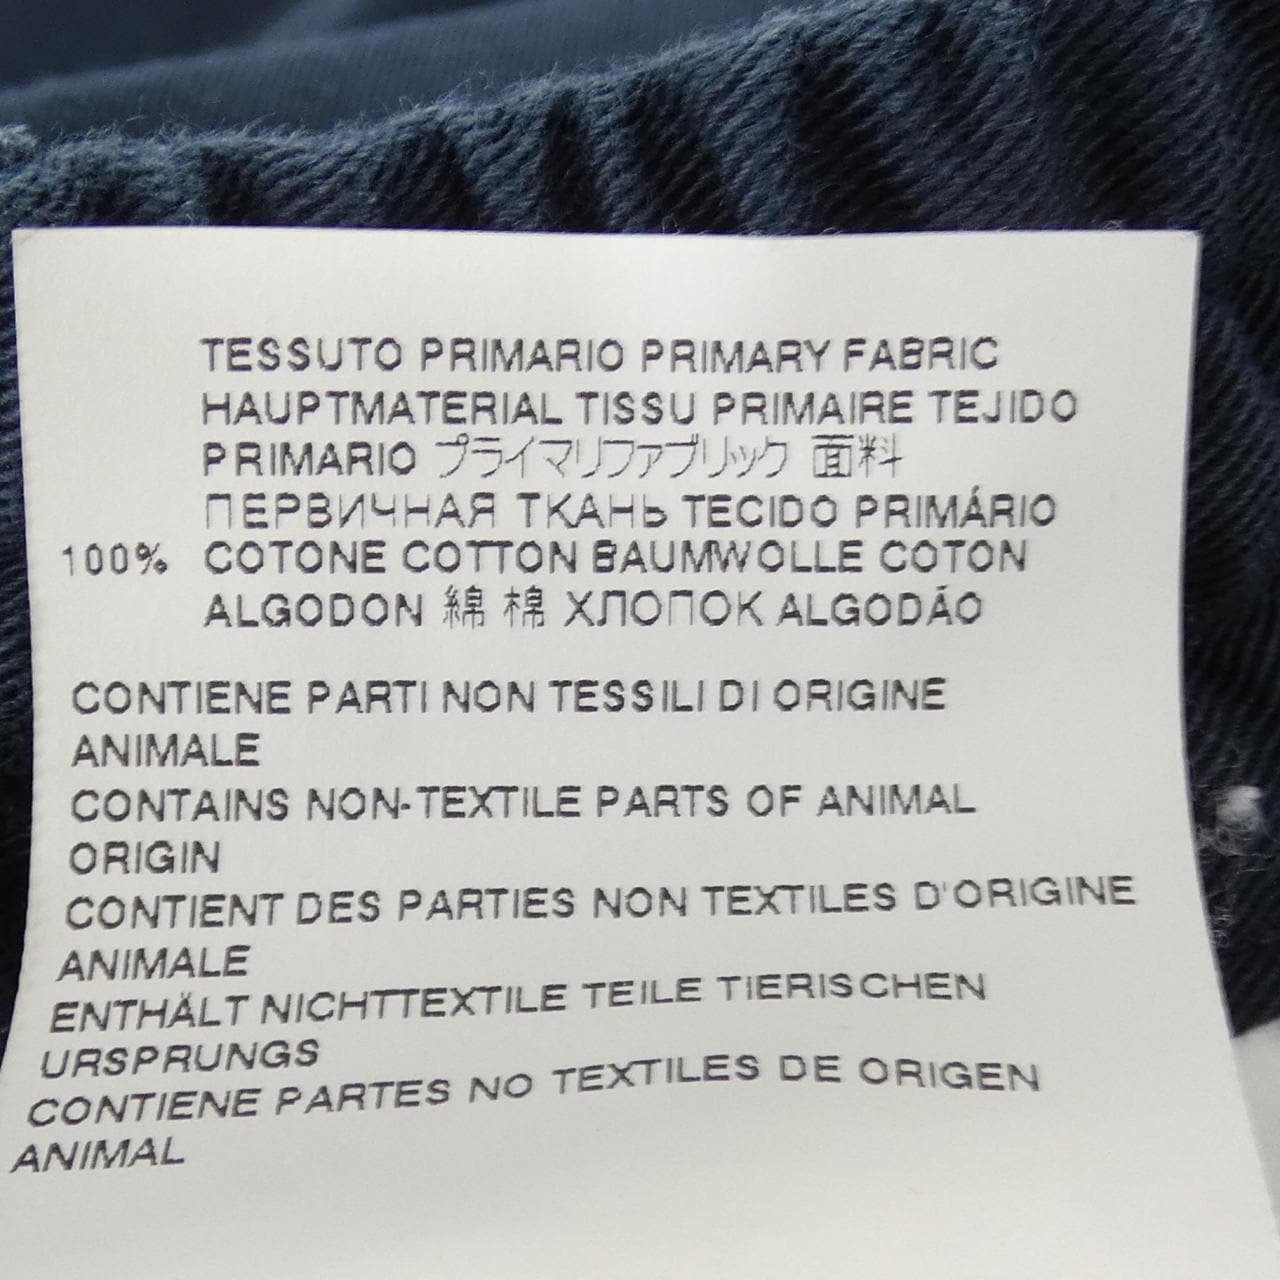 TESSUTO PRIMARIO PRIMARY FABRIC
HAUPTMATERIAL TISSU PRIMAIRE TEJIDO
PRIMARIO プライマリファブリック 面料
ПЕРВИЧНАЯ ТКАНЬ TECIDO PRIMÁRIO
100% COTONE COTTON BAUMWOLLE COTON
ALGODON 綿 棉 ХЛОПОК ALGODÃO
CONTIENE PARTI NON TESSILI DI ORIGINE
ANIMALE
CONTAINS NON-TEXTILE PARTS OF ANIMAL
ORIGIN
CONTIENT DES PARTIES NON TEXTILES D'ORIGINE
ANIMALE
ENTHÄLT NICHTTEXTILE TEILE TIERISCHEN
URSPRUNGS
CONTIENE PARTES NO TEXTILES DE ORIGEN
ANIMAL